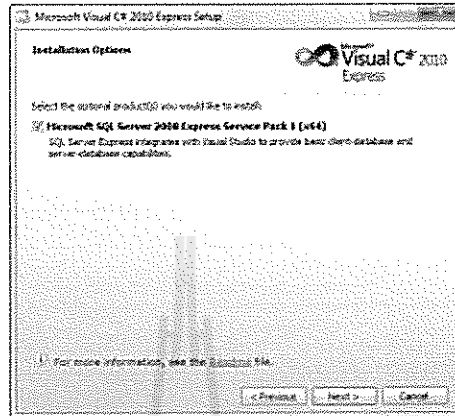 Microsoft Visual C# 2010 Express Setup
Installation Options
Microsoft
Visual C# 2010
Express
Select the optional product(s) you would like to install:
Microsoft SQL Server 2008 Express Service Pack 1 (x64)
SQL Server Express integrates with Visual Studio to provide basic client-database and
server-database capabilities.
For more information, see the Readme file.
< Previous
Next >
Cancel